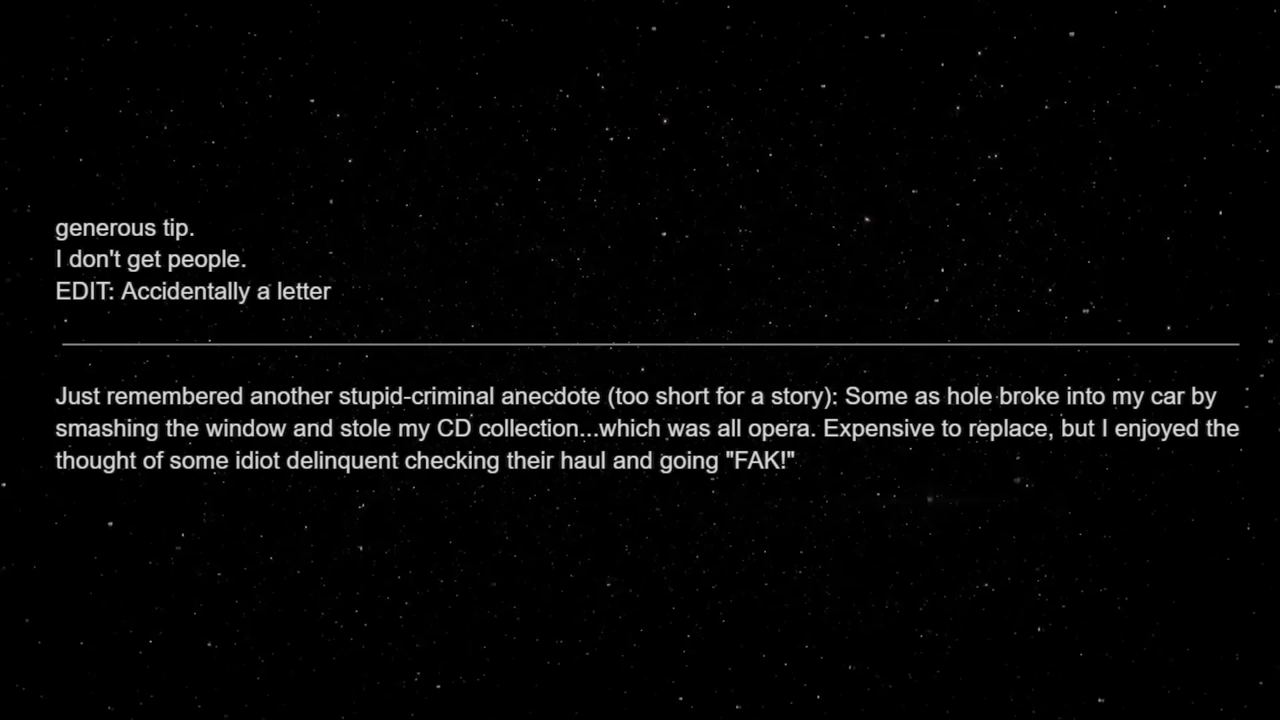 generous tip.
I don't get people.
EDIT: Accidentally a letter
Just remembered another stupid-criminal anecdote (too short for a story): Some as hole broke into my car by
smashing the window and stole my CD collection...which was all opera. Expensive to replace, but I enjoyed the
thought of some idiot delinquent checking their haul and going "FAK!"